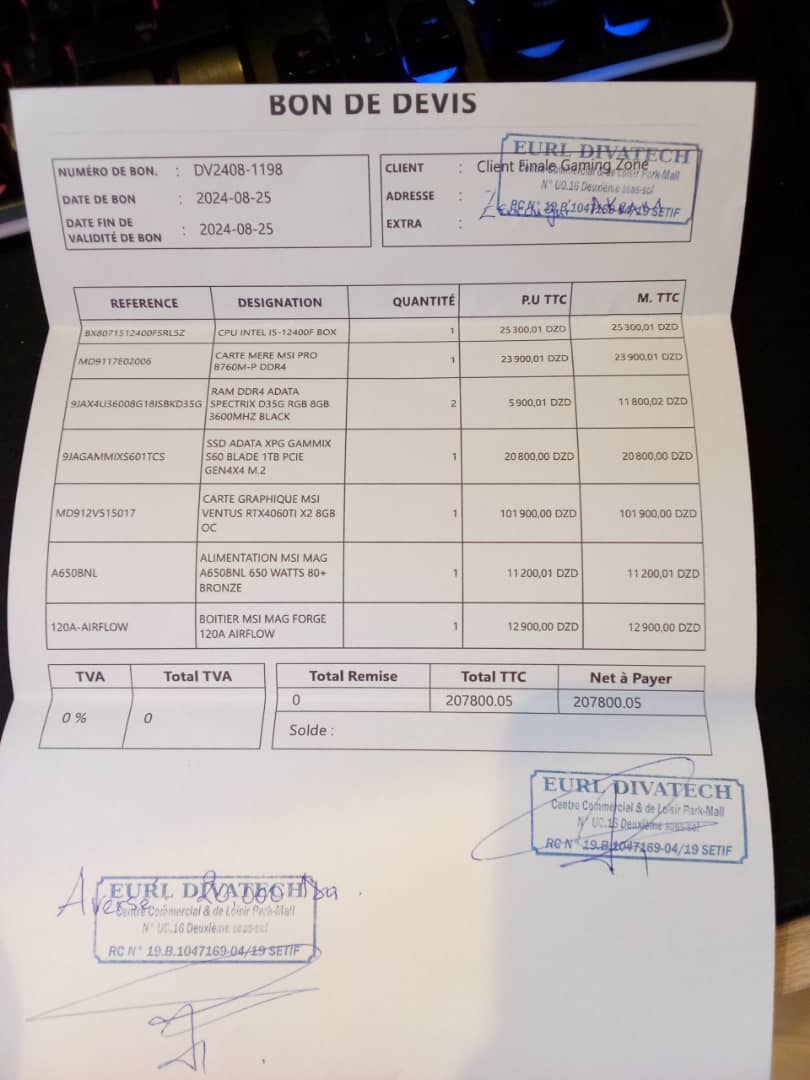 BON DE DEVIS
NUMÉRO DE BON. : DV2408-1198
DATE DE BON : 2024-08-25
DATE FIN DE
VALIDITÉ DE BON : 2024-08-25
CLIENT : Client Finale Gaming Zone
ADRESSE :
EXTRA :
EURL DIVATECH
Centre Commercial & de Loisir Park-Mall
N° U0.16 Deuxième sous-sol
RC N° 19.B.1047169-04/19 SETIF
REFERENCE DESIGNATION QUANTITÉ P.U TTC M. TTC
BX8071512400FSRL5Z CPU INTEL I5-12400F BOX 1 25 300,01 DZD 25 300,01 DZD
MD9117E02006 CARTE MERE MSI PRO
B760M-P DDR4 1 23 900,01 DZD 23 900,01 DZD
9JAX4U36008G18ISBKD35G RAM DDR4 ADATA
SPECTRIX D35G RGB 8GB
3600MHZ BLACK 2 5 900,01 DZD 11 800,02 DZD
9JAGAMMIXS601TCS SSD ADATA XPG GAMMIX
S60 BLADE 1TB PCIE
GEN4X4 M.2 1 20 800,00 DZD 20 800,00 DZD
MD912V515017 CARTE GRAPHIQUE MSI
VENTUS RTX4060TI X2 8GB
OC 1 101 900,00 DZD 101 900,00 DZD
A650BNL ALIMENTATION MSI MAG
A650BNL 650 WATTS 80+
BRONZE 1 11 200,01 DZD 11 200,01 DZD
120A-AIRFLOW BOITIER MSI MAG FORGE
120A AIRFLOW 1 12 900,00 DZD 12 900,00 DZD
TVA Total TVA
0 % 0
Total Remise Total TTC Net à Payer
0 207800.05 207800.05
Solde :
EURL DIVATECH
Centre Commercial & de Loisir Park-Mall
N° U0.16 Deuxième sous-sol
RC N° 19.B.1047169-04/19 SETIF
Averse 20,000 Da
EURL DIVATECH
Centre Commercial & de Loisir Park-Mall
N° U0.16 Deuxième sous-sol
RC N° 19.B.1047169-04/19 SETIF